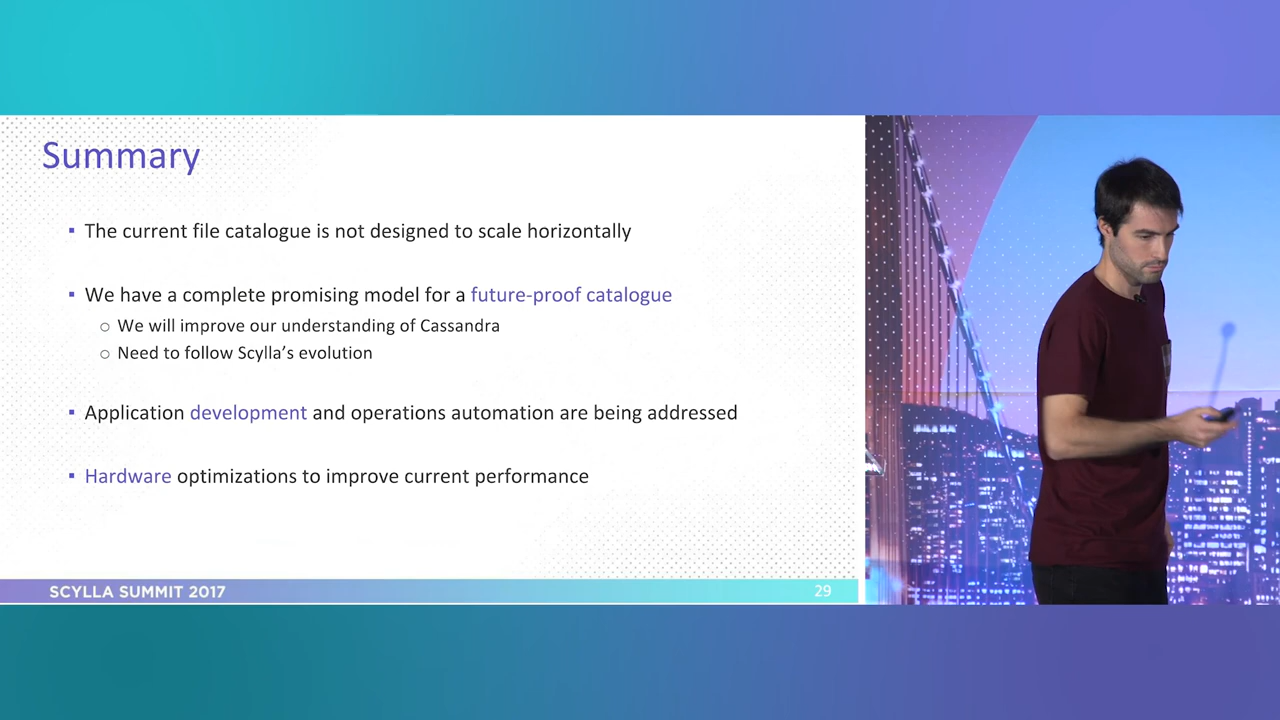 Summary
▪ The current file catalogue is not designed to scale horizontally
▪ We have a complete promising model for a future-proof catalogue
○ We will improve our understanding of Cassandra
○ Need to follow Scylla's evolution
▪ Application development and operations automation are being addressed
▪ Hardware optimizations to improve current performance
SCYLLA SUMMIT 2017
29